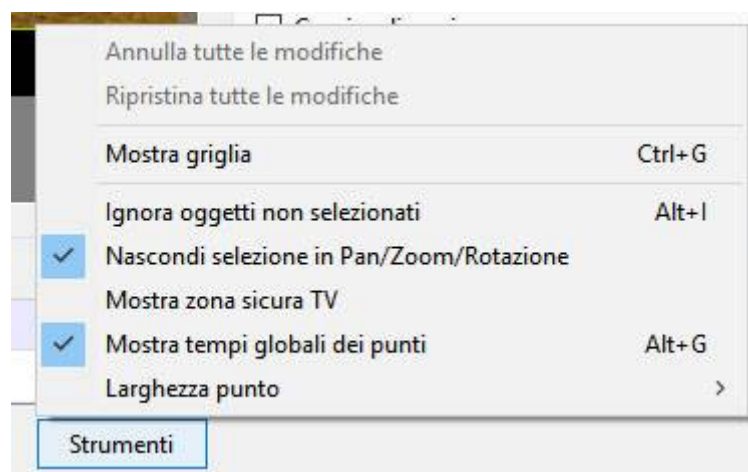 Annulla tutte le modifiche
Ripristina tutte le modifiche
Mostra griglia Ctrl+G
Ignora oggetti non selezionati Alt+I
Nascondi selezione in Pan/Zoom/Rotazione
Mostra zona sicura TV
Mostra tempi globali dei punti Alt+G
Larghezza punto >
Strumenti